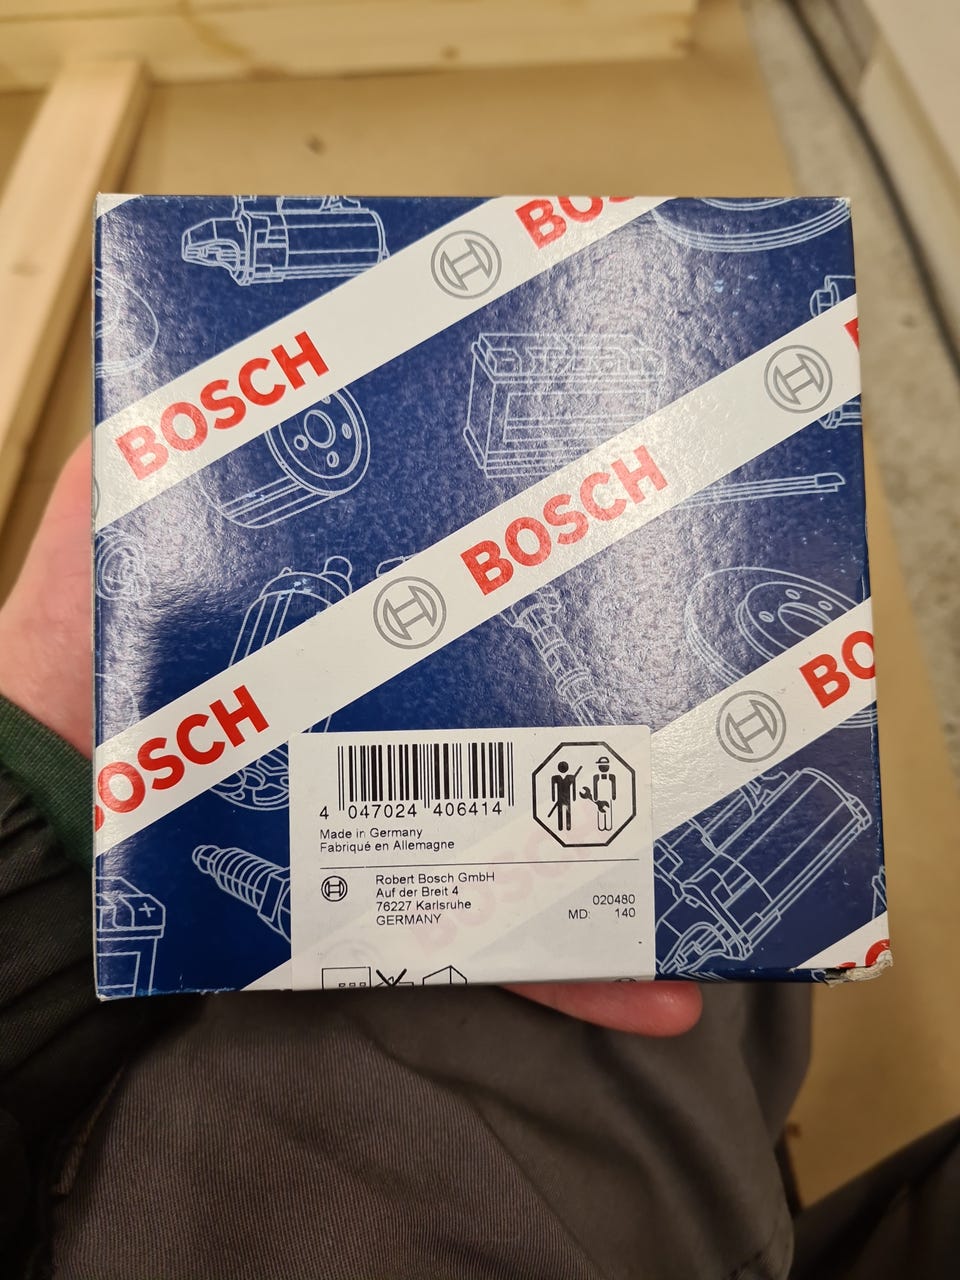 BOSCH
BOSCH
BOSCH
BOSCH
BOSCH
4 047024 406414
Made in Germany
Fabriqué en Allemagne
Robert Bosch GmbH
Auf der Breit 4
76227 Karlsruhe
GERMANY
020480
MD: 140